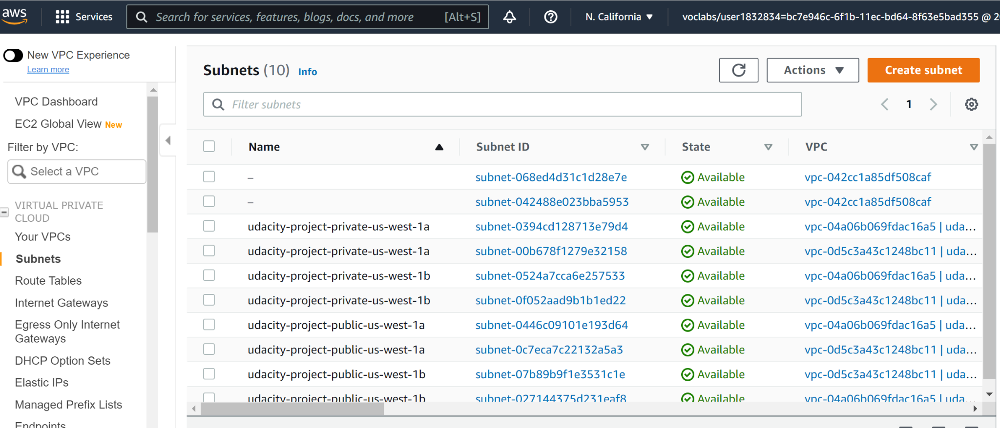 aws Services Search for services, features, blogs, docs, and more [Alt+S] N. California ▼ voclabs/user1832834=bc7e946c-6f1b-11ec-bd64-8f63e5bad355 @ 2
New VPC Experience
Learn more
VPC Dashboard
EC2 Global View New
Filter by VPC:
Select a VPC
VIRTUAL PRIVATE
CLOUD
Your VPCs
Subnets
Route Tables
Internet Gateways
Egress Only Internet
Gateways
DHCP Option Sets
Elastic IPs
Managed Prefix Lists
Endpoints
Subnets (10) Info Actions ▼ Create subnet
Filter subnets 1
Name Subnet ID State VPC
– subnet-068ed4d31c1d28e7e Available vpc-042cc1a85df508caf
– subnet-042488e023bba5953 Available vpc-042cc1a85df508caf
udacity-project-private-us-west-1a subnet-0394cd128713e79d4 Available vpc-04a06b069fdac16a5 | uda...
udacity-project-private-us-west-1a subnet-00b678f1279e32158 Available vpc-0d5c3a43c1248bc11 | uda...
udacity-project-private-us-west-1b subnet-0524a7cca6e257533 Available vpc-04a06b069fdac16a5 | uda...
udacity-project-private-us-west-1b subnet-0f052aad9b1b1ed22 Available vpc-0d5c3a43c1248bc11 | uda...
udacity-project-public-us-west-1a subnet-0446c09101e193d64 Available vpc-04a06b069fdac16a5 | uda...
udacity-project-public-us-west-1a subnet-0c7eca7c22132a5a3 Available vpc-0d5c3a43c1248bc11 | uda...
udacity-project-public-us-west-1b subnet-07b89b9f1e3531c1e Available vpc-0d5c3a43c1248bc11 | uda...
udacity-project-public-us-west-1b subnet-027144375d231eaf8 Available vpc-04a06b069fdac16a5 | uda...